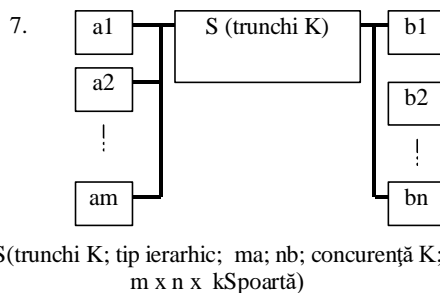 7.
a1
S (trunchi K)
b1
a2
b2
am
bn
S(trunchi K; tip ierarhic;  ma; nb; concurenţă K;
m x n x  kSpoartă)